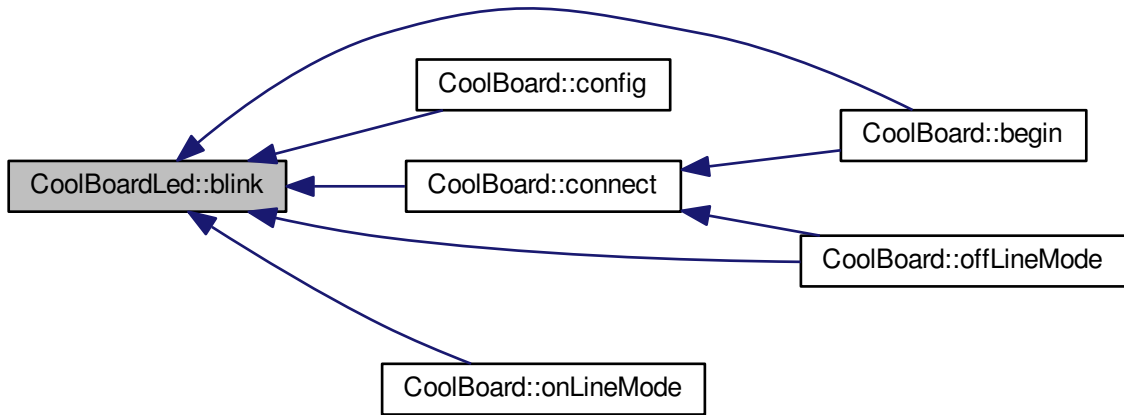 CoolBoard::config
CoolBoard::begin
CoolBoardLed::blink
CoolBoard::connect
CoolBoard::offLineMode
CoolBoard::onLineMode